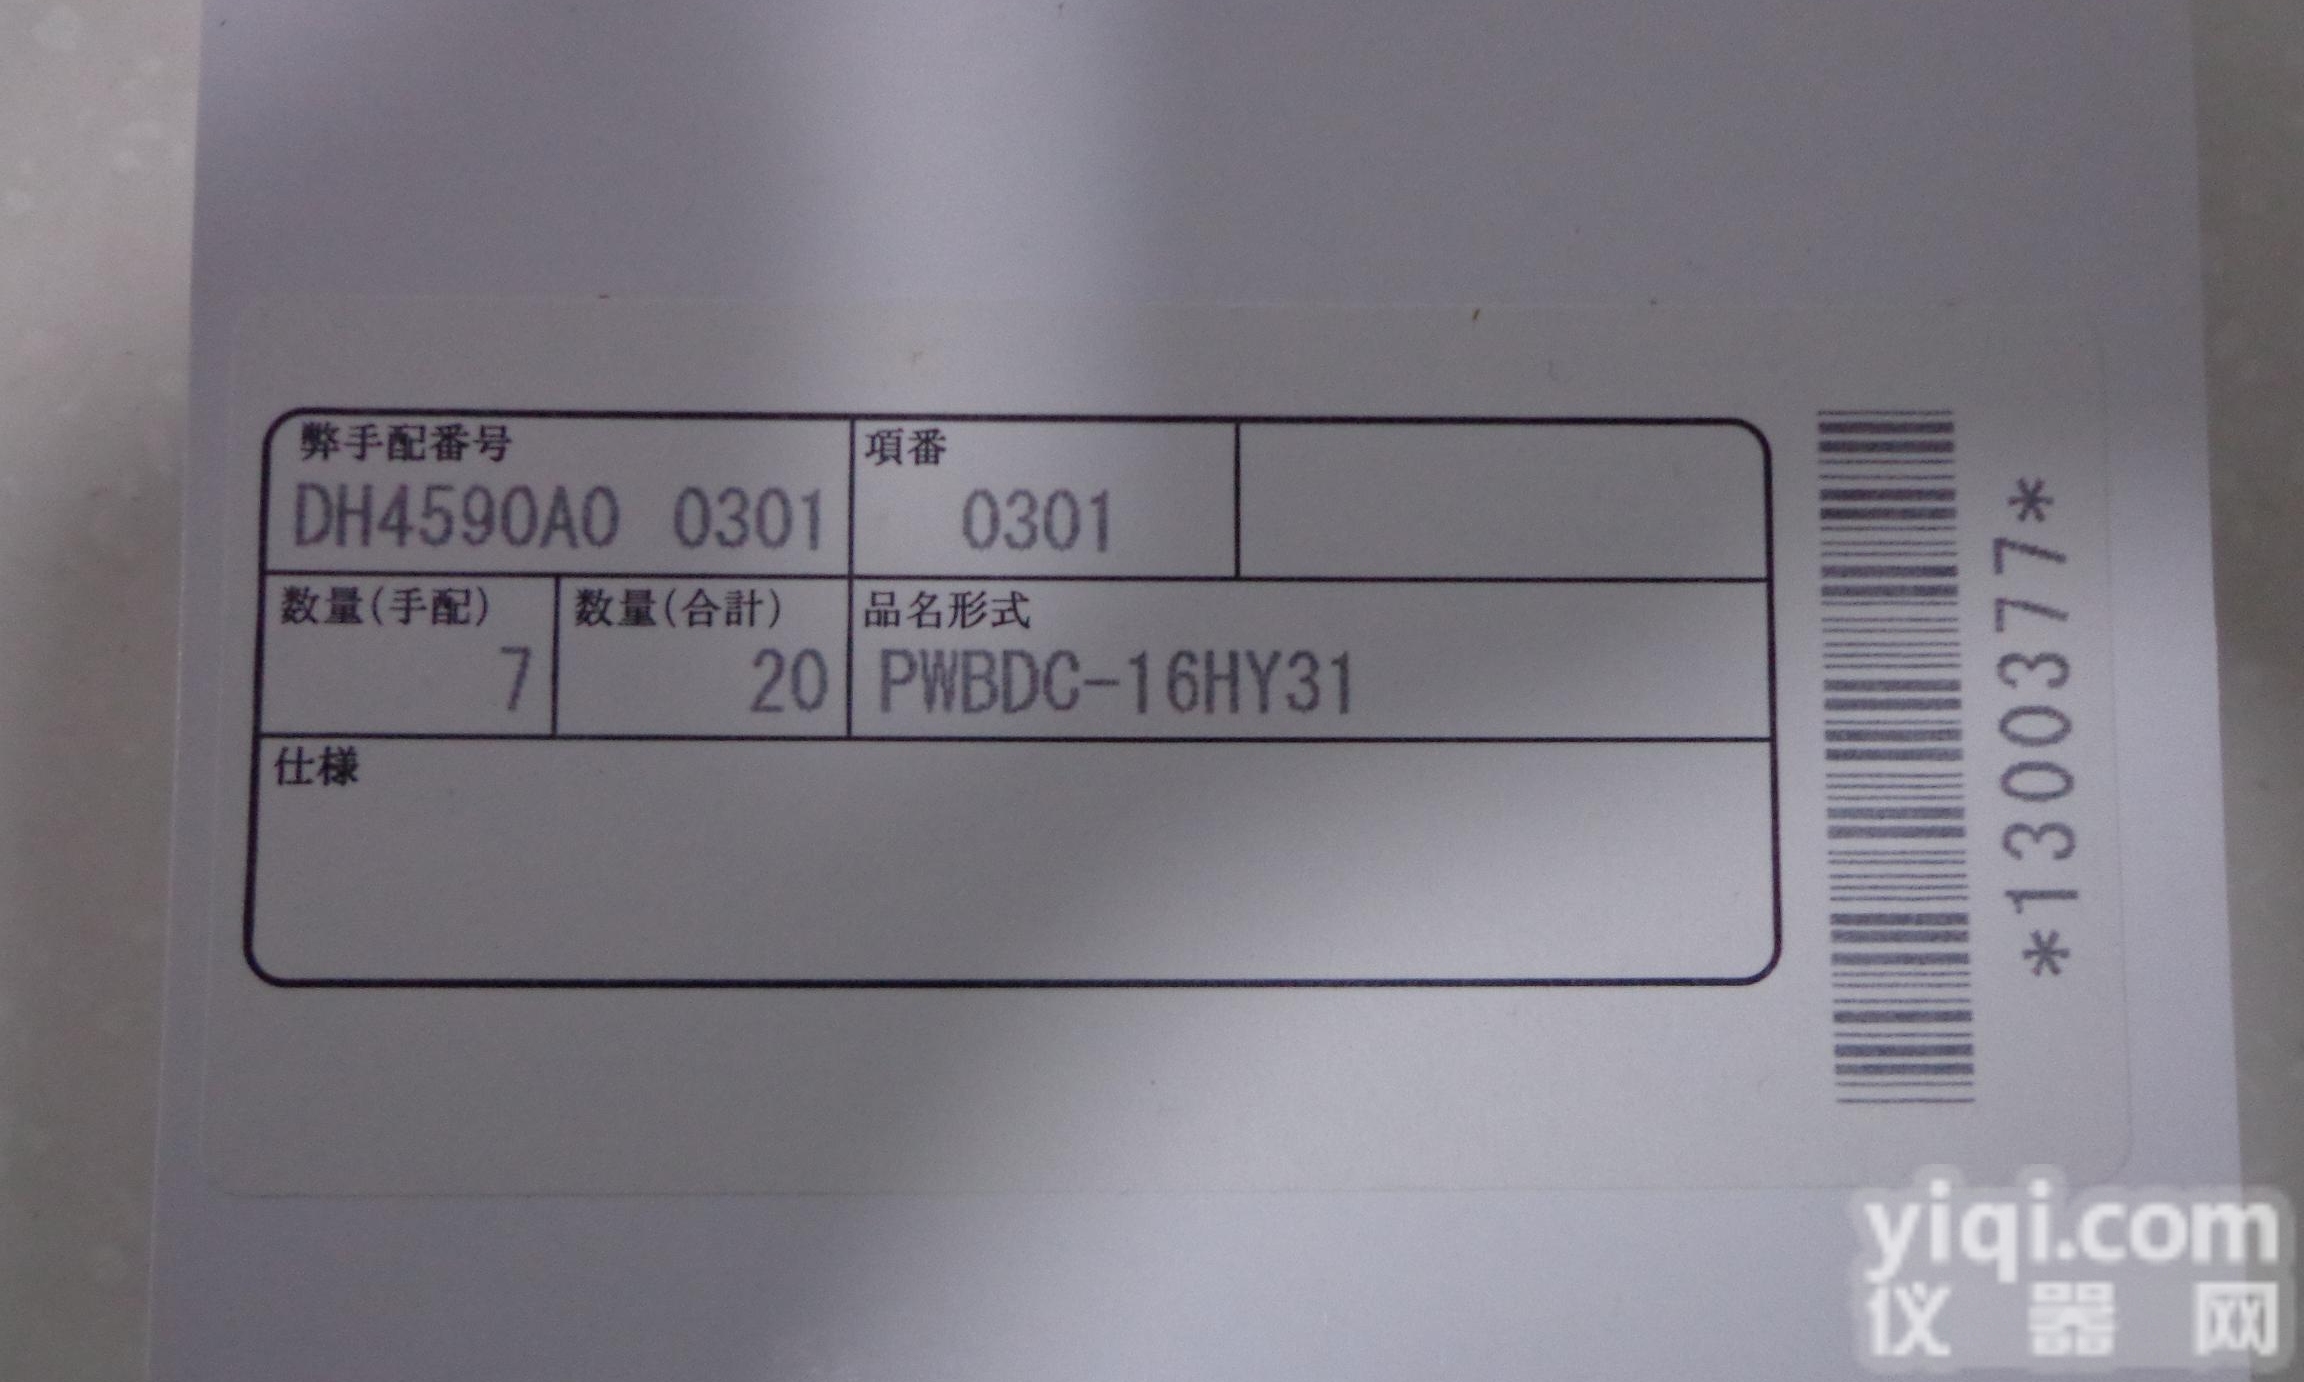 弊手配番号
DH4590A0 0301
項番
0301
数量(手配)
7
数量(合計)
20
品名形式
PWBDC-16HY31
仕様
*1300377*
yiqi.com
仪器网